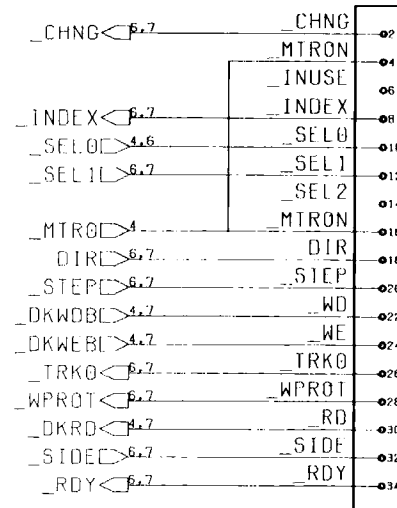 _CHNG 6,7 _CHNG 2
_MTRON 4
_INUSE 6
_INDEX 6,7 _INDEX 8
_SEL0 4,6 _SEL0 10
_SEL1 6,7 _SEL1 12
_SEL2 14
_MTR0 4 _MTRON 16
DIR 6,7 DIR 18
_STEP 6,7 _STEP 20
_DKWDB 4,7 _WD 22
_DKWEB 4,7 _WE 24
_TRK0 6,7 _TRK0 26
_WPROT 6,7 _WPROT 28
_DKRD 4,7 _RD 30
_SIDE 6,7 _SIDE 32
_RDY 6,7 _RDY 34